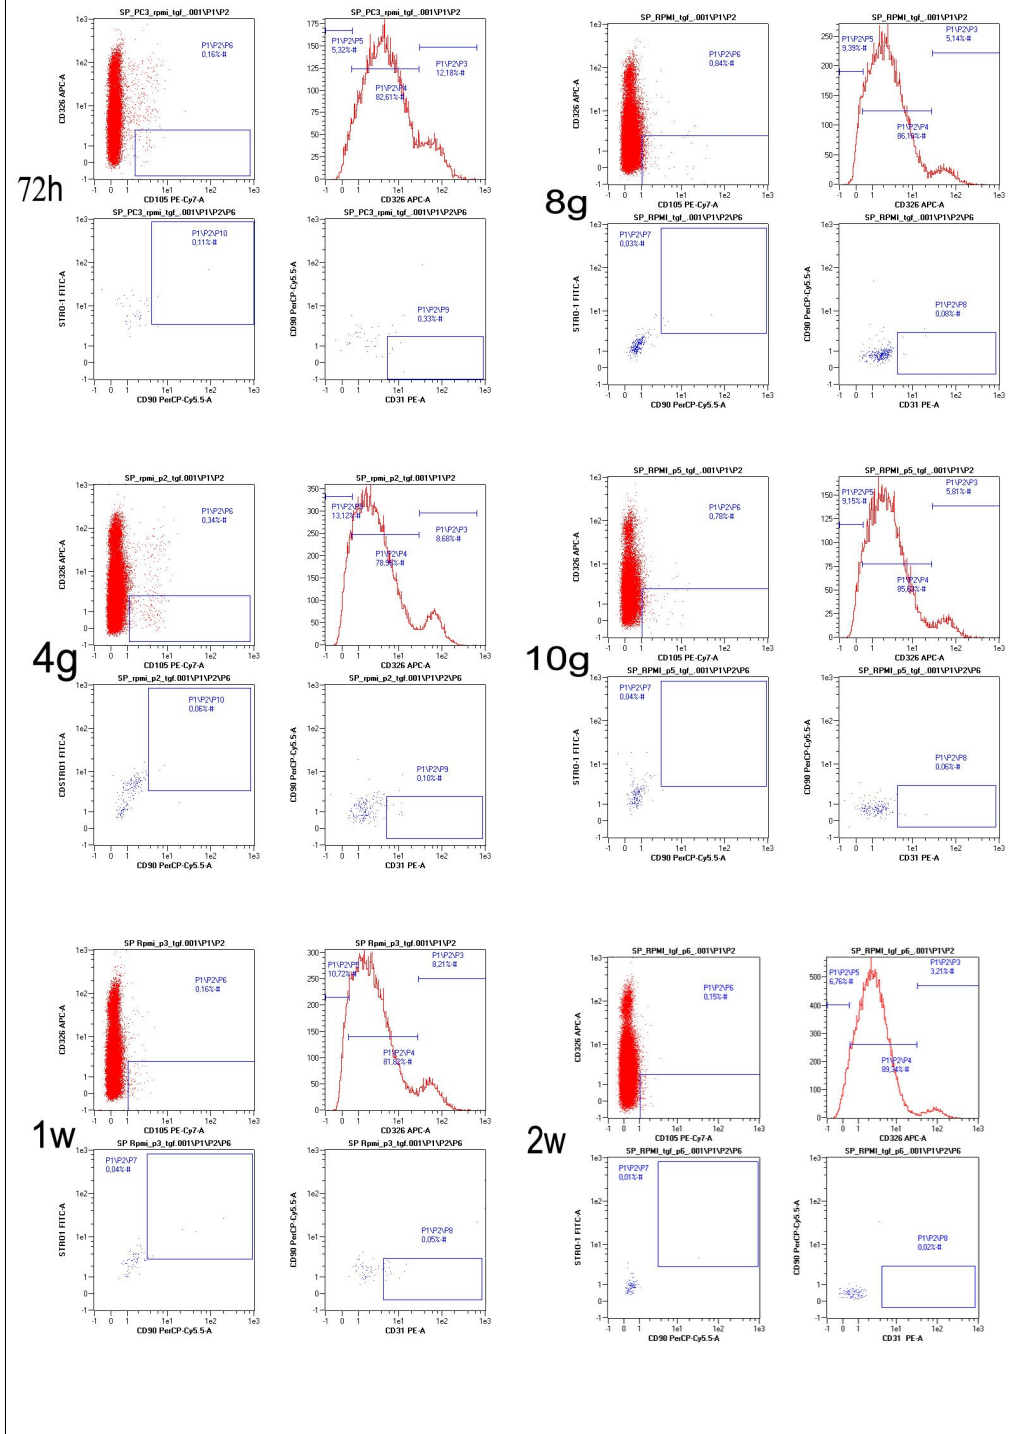 72h
SP_PC3_rpmi_tgf_.001\P1\P2
P1\P2\P6
0,16%-#
CD326 APC-A
CD105 PE-Cy7-A
SP_PC3_rpmi_tgf_.001\P1\P2
P1\P2\P5
5,32%-#
P1\P2\P3
12,18%-#
P1\P2\P4
82,61%-#
CD326 APC-A
SP_PC3_rpmi_tgf_.001\P1\P2\P6
P1\P2\P10
0,11%-#
STRO-1 FITC-A
CD90 PerCP-Cy5.5-A
SP_PC3_rpmi_tgf_.001\P1\P2\P6
P1\P2\P9
0,33%-#
CD90 PerCP-Cy5.5-A
CD31 PE-A
8g
SP_RPMI_tgf_.001\P1\P2
P1\P2\P6
0,84%-#
CD326 APC-A
CD105 PE-Cy7-A
SP_RPMI_tgf_.001\P1\P2
P1\P2\P5
9,39%-#
P1\P2\P3
5,14%-#
P1\P2\P4
CD326 APC-A
SP_RPMI_tgf_.001\P1\P2\P6
P1\P2\P7
0,03%-#
STRO-1 FITC-A
CD90 PerCP-Cy5.5-A
SP_RPMI_tgf_.001\P1\P2\P6
P1\P2\P8
0,08%-#
CD90 PerCP-Cy5.5-A
CD31 PE-A
4g
SP_rpmi_p2_tgf.001\P1\P2
P1\P2\P6
0,34%-#
CD326 APC-A
CD105 PE-Cy7-A
SP_rpmi_p2_tgf.001\P1\P2
13,12%-#
P1\P2\P3
8,68%-#
P1\P2\P4
CD326 APC-A
SP_rpmi_p2_tgf.001\P1\P2\P6
P1\P2\P10
0,06%-#
CDSTRO1 FITC-A
CD90 PerCP-Cy5.5-A
SP_rpmi_p2_tgf.001\P1\P2\P6
P1\P2\P9
0,10%-#
CD90 PerCP-Cy5.5-A
CD31 PE-A
10g
SP_RPMI_p5_tgf_.001\P1\P2
P1\P2\P6
0,78%-#
CD326 APC-A
CD105 PE-Cy7-A
SP_RPMI_p5_tgf_.001\P1\P2
P1\P2\P5
9,15%-#
P1\P2\P3
5,81%-#
P1\P2\P4
CD326 APC-A
SP_RPMI_p5_tgf_.001\P1\P2\P6
P1\P2\P7
0,04%-#
STRO-1 FITC-A
CD90 PerCP-Cy5.5-A
SP_RPMI_p5_tgf_.001\P1\P2\P6
P1\P2\P8
0,06%-#
CD90 PerCP-Cy5.5-A
CD31 PE-A
1w
SP Rpmi_p3_tgf.001\P1\P2
P1\P2\P6
0,16%-#
CD326 APC-A
CD105 PE-Cy7-A
SP Rpmi_p3_tgf.001\P1\P2
10,72%-#
P1\P2\P3
8,21%-#
P1\P2\P4
81,82%-#
CD326 APC-A
SP Rpmi_p3_tgf.001\P1\P2\P6
P1\P2\P7
0,04%-#
STRO1 FITC-A
CD90 PerCP-Cy5.5-A
SP Rpmi_p3_tgf.001\P1\P2\P6
P1\P2\P8
0,05%-#
CD90 PerCP-Cy5.5-A
CD31 PE-A
2w
SP_RPMI_tgf_p6_.001\P1\P2
P1\P2\P6
0,15%-#
CD326 APC-A
CD105 PE-Cy7-A
SP_RPMI_tgf_p6_.001\P1\P2
P1\P2\P5
6,76%-#
P1\P2\P3
3,21%-#
P1\P2\P4
89,34%-#
CD326 APC-A
SP_RPMI_tgf_p6_.001\P1\P2\P6
P1\P2\P7
0,01%-#
STRO-1 FITC-A
CD90 PerCP-Cy5.5-A
SP_RPMI_tgf_p6_.001\P1\P2\P6
P1\P2\P8
0,02%-#
CD90 PerCP-Cy5.5-A
CD31 PE-A